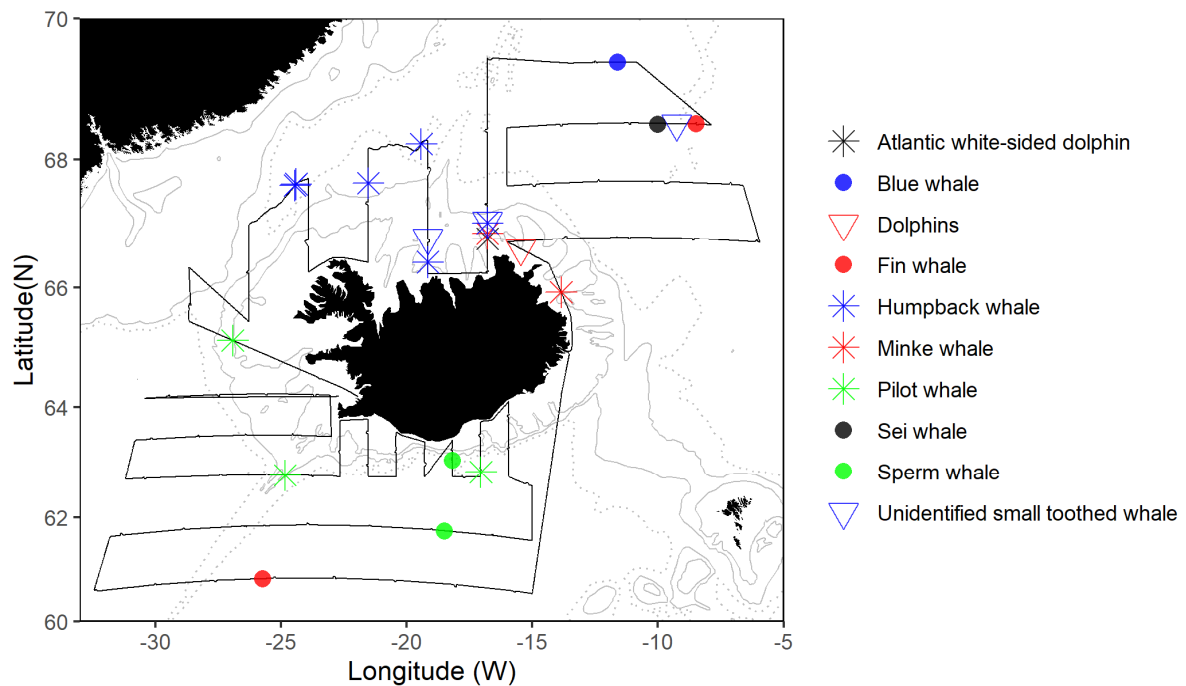 70
68
66
64
62
60
Latitude(N)
-30
-25
-20
-15
-10
-5
Longitude (W)
Atlantic white-sided dolphin
Blue whale
Dolphins
Fin whale
Humpback whale
Minke whale
Pilot whale
Sei whale
Sperm whale
Unidentified small toothed whale